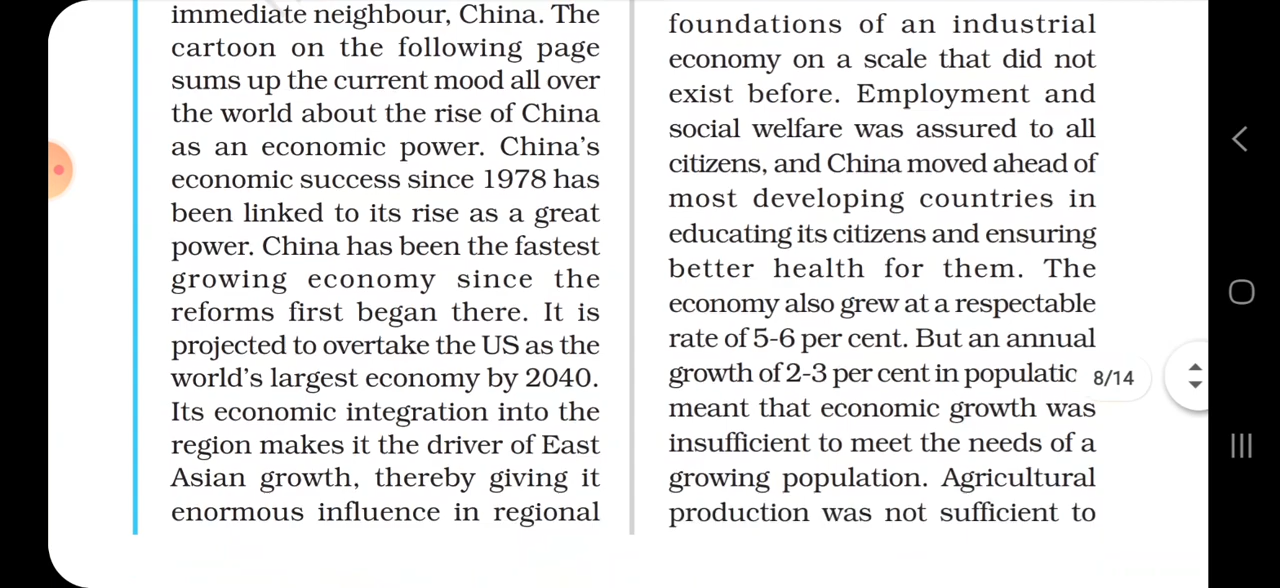 immediate neighbour, China. The
cartoon on the following page
sums up the current mood all over
the world about the rise of China
as an economic power. China's
economic success since 1978 has
been linked to its rise as a great
power. China has been the fastest
growing economy since the
reforms first began there. It is
projected to overtake the US as the
world's largest economy by 2040.
Its economic integration into the
region makes it the driver of East
Asian growth, thereby giving it
enormous influence in regional
foundations of an industrial
economy on a scale that did not
exist before. Employment and
social welfare was assured to all
citizens, and China moved ahead of
most developing countries in
educating its citizens and ensuring
better health for them. The
economy also grew at a respectable
rate of 5-6 per cent. But an annual
growth of 2-3 per cent in populatio
meant that economic growth was
insufficient to meet the needs of a
growing population. Agricultural
production was not sufficient to
8/14